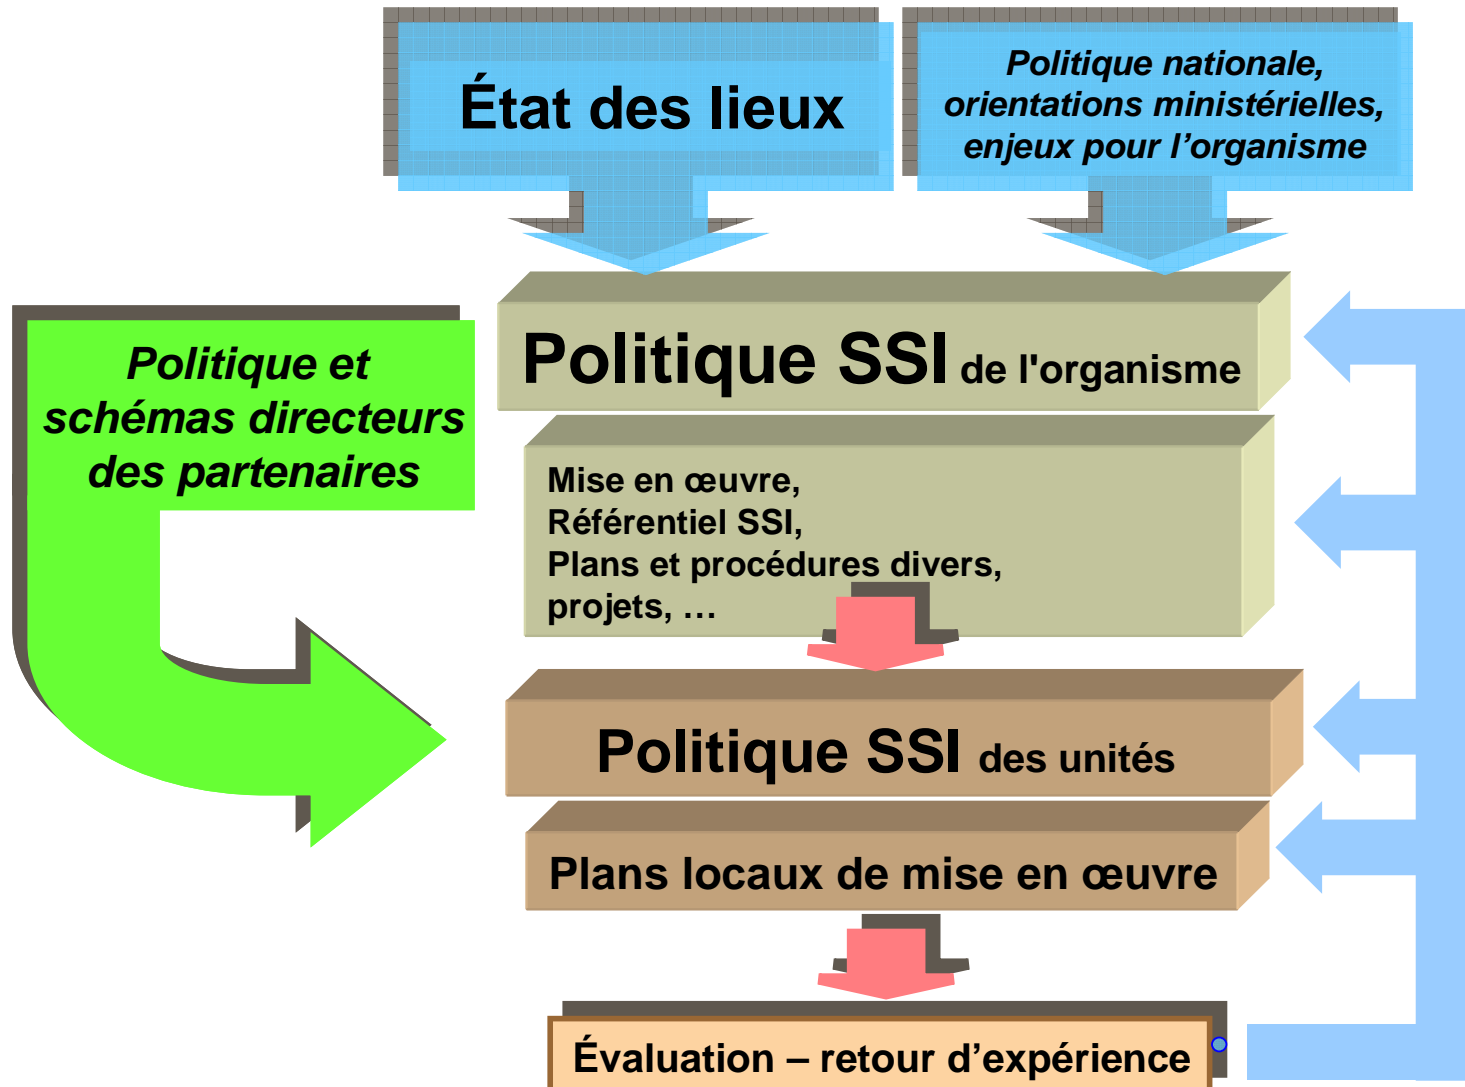 État des lieux
Politique nationale,
orientations ministérielles,
enjeux pour l’organisme
Politique et
schémas directeurs
des partenaires
Politique SSI de l'organisme
Mise en œuvre,
Référentiel SSI,
Plans et procédures divers,
projets, …
Politique SSI des unités
Plans locaux de mise en œuvre
Évaluation – retour d’expérience